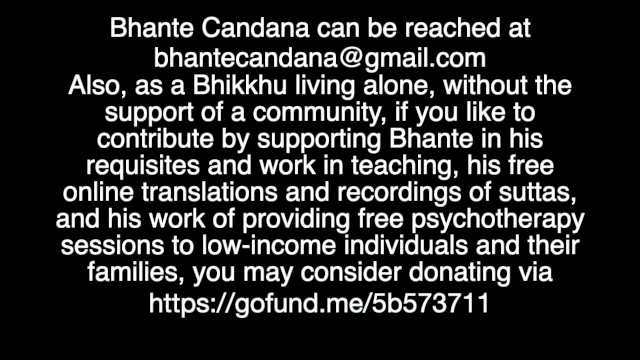 Bhante Candana can be reached at
bhantecandana@gmail.com
Also, as a Bhikkhu living alone, without the
support of a community, if you like to
contribute by supporting Bhante in his
requisites and work in teaching, his free
online translations and recordings of suttas,
and his work of providing free psychotherapy
sessions to low-income individuals and their
families, you may consider donating via
https://gofund.me/5b573711